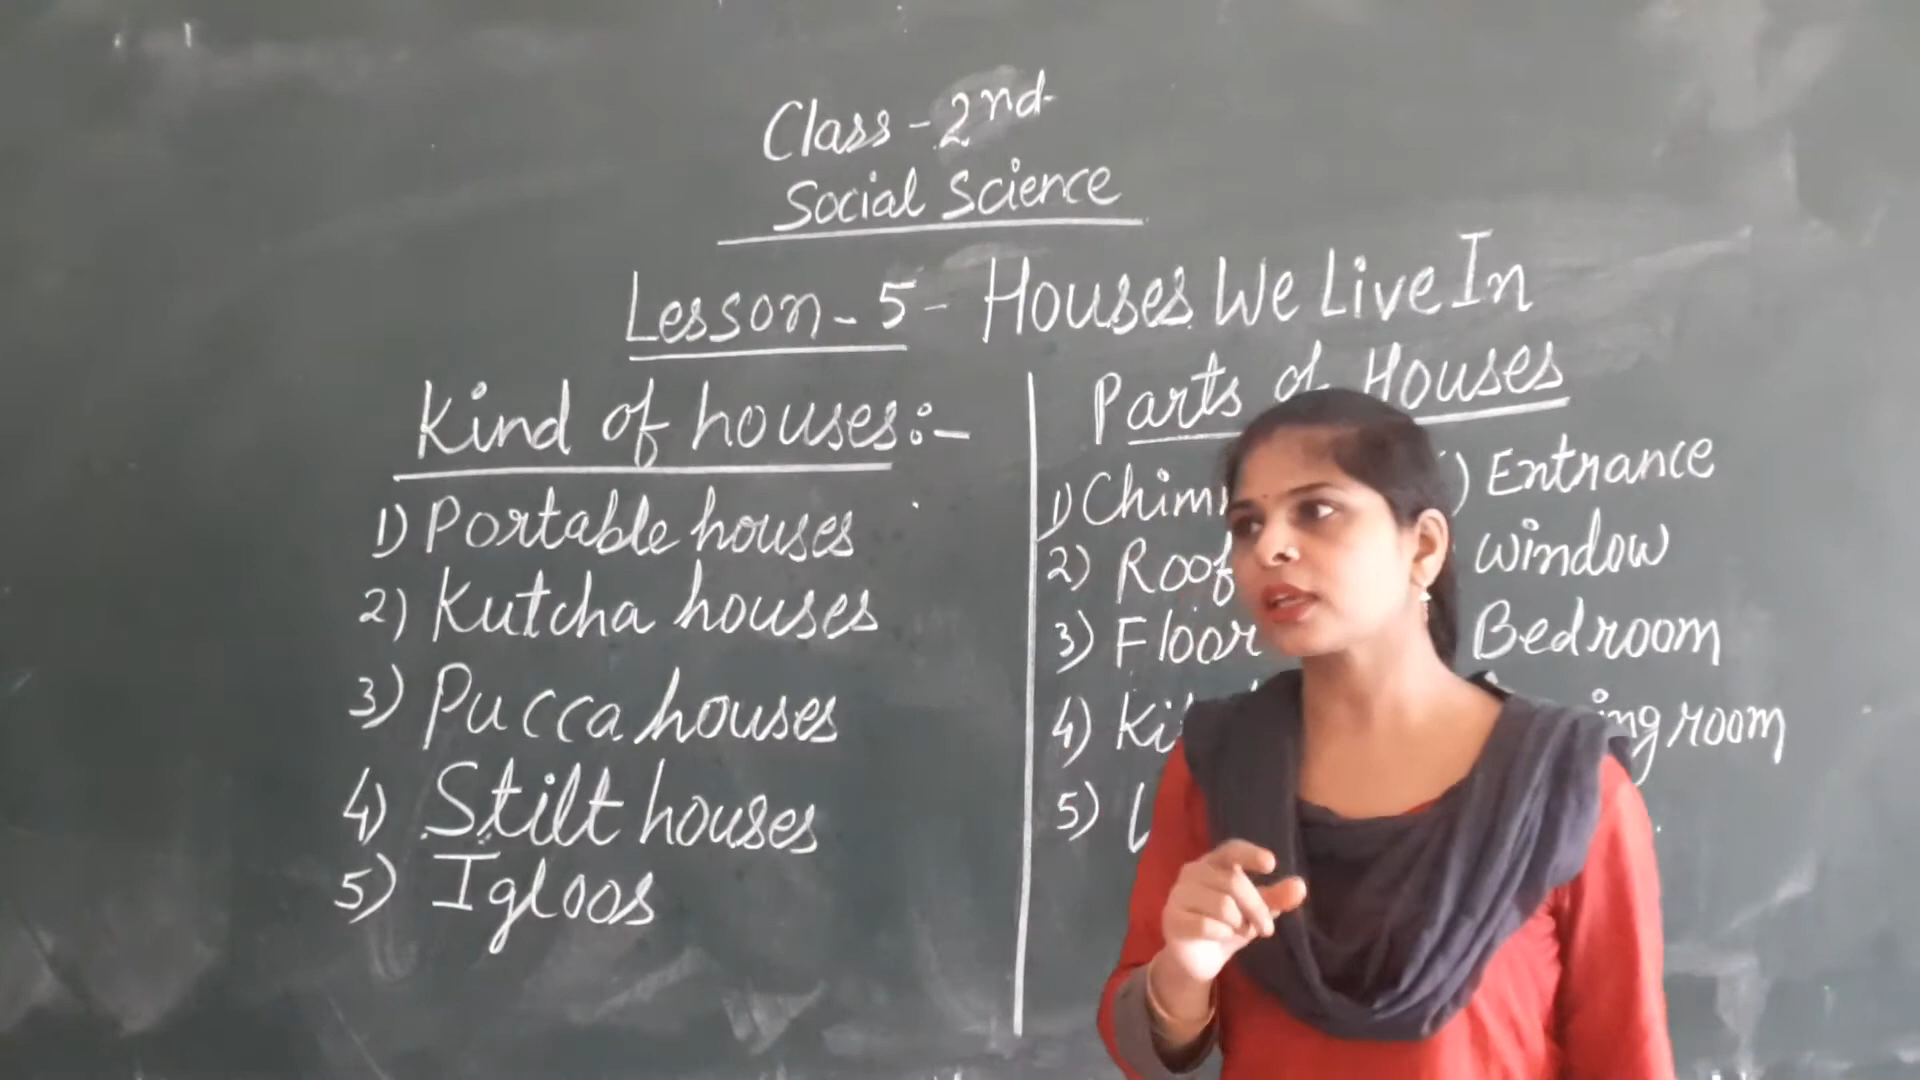 Class - 2nd
Social Science
Lesson - 5 - Houses We Live In
Kind of houses :-
1) Portable houses
2) Kutcha houses
3) Pucca houses
4) Stilt houses
5) Igloos
Parts of Houses
1)
2) Roof
3) Floor
4)
5)
) Entrance
window
Bedroom
room